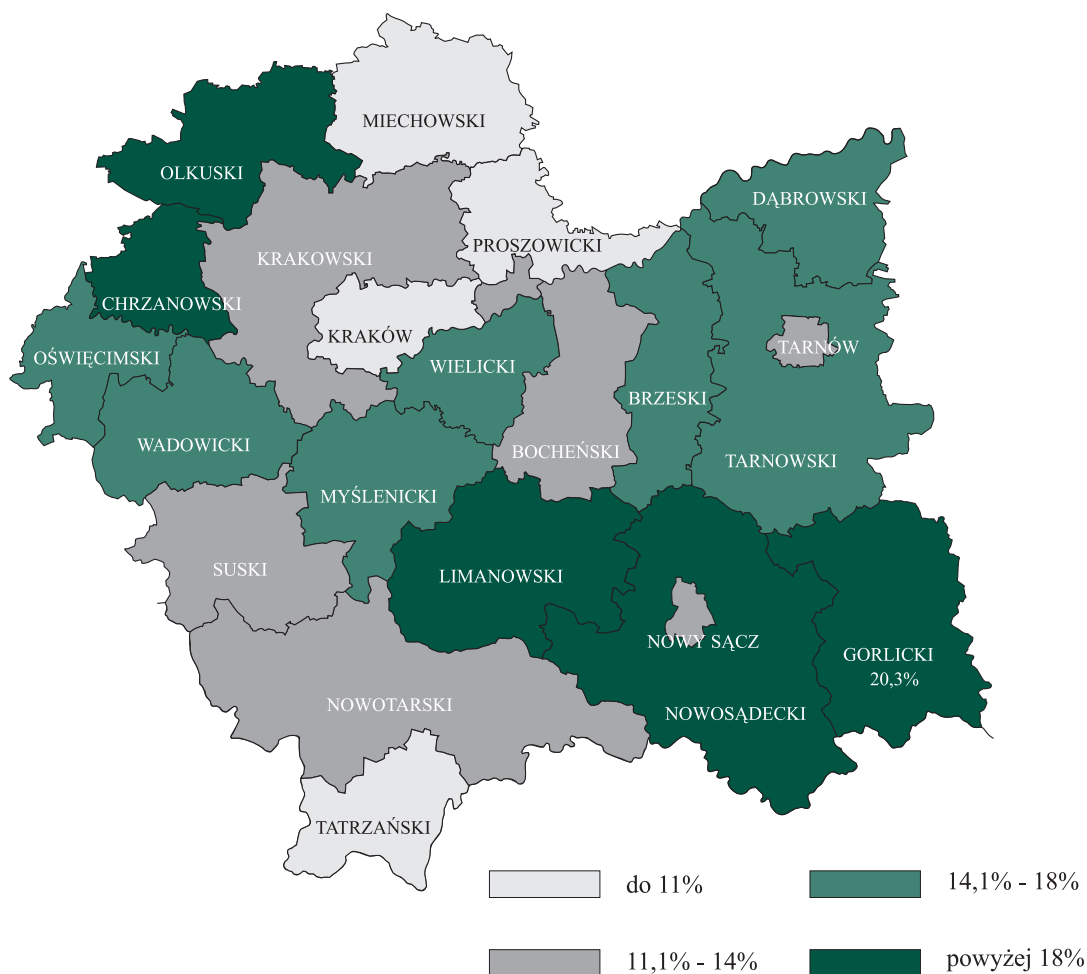 MIECHOWSKI
OLKUSKI
DĄBROWSKI
PROSZOWICKI
KRAKOWSKI
CHRZANOWSKI
KRAKÓW
TARNÓW
OŚWIĘCIMSKI
WIELICKI
BRZESKI
WADOWICKI
BOCHEŃSKI
TARNOWSKI
MYŚLENICKI
SUSKI
LIMANOWSKI
NOWY SĄCZ
GORLICKI
20,3%
NOWOTARSKI
NOWOSĄDECKI
TATRZAŃSKI
do 11%
14,1% - 18%
11,1% - 14%
powyżej 18%